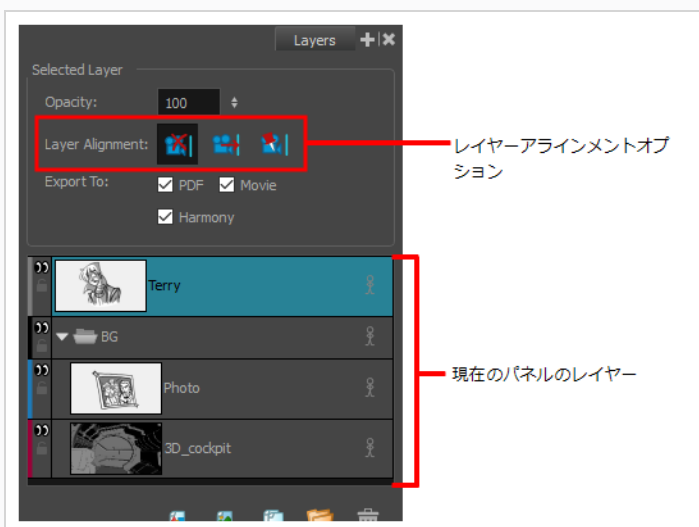 Layers
Selected Layer
Opacity: 100
Layer Alignment:
レイヤーアラインメントオプ
ション
Export To: PDF Movie
Harmony
Terry
BG
現在のパネルのレイヤー
Photo
3D_cockpit